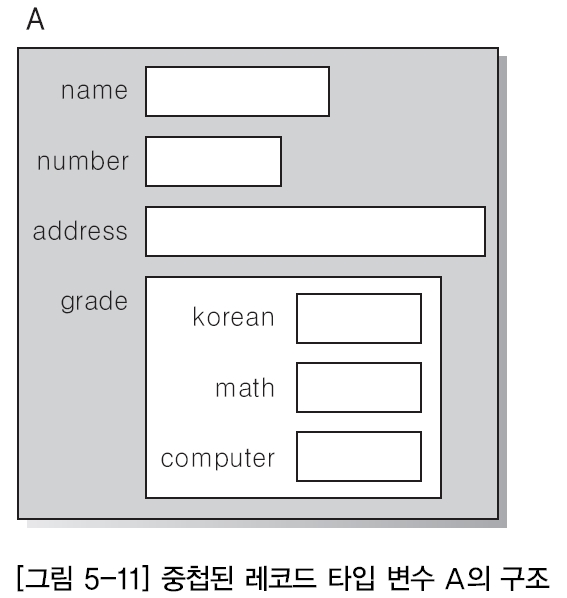 A
name
number
address
grade
korean
math
computer
[그림 5-11] 중첩된 레코드 타입 변수 A의 구조